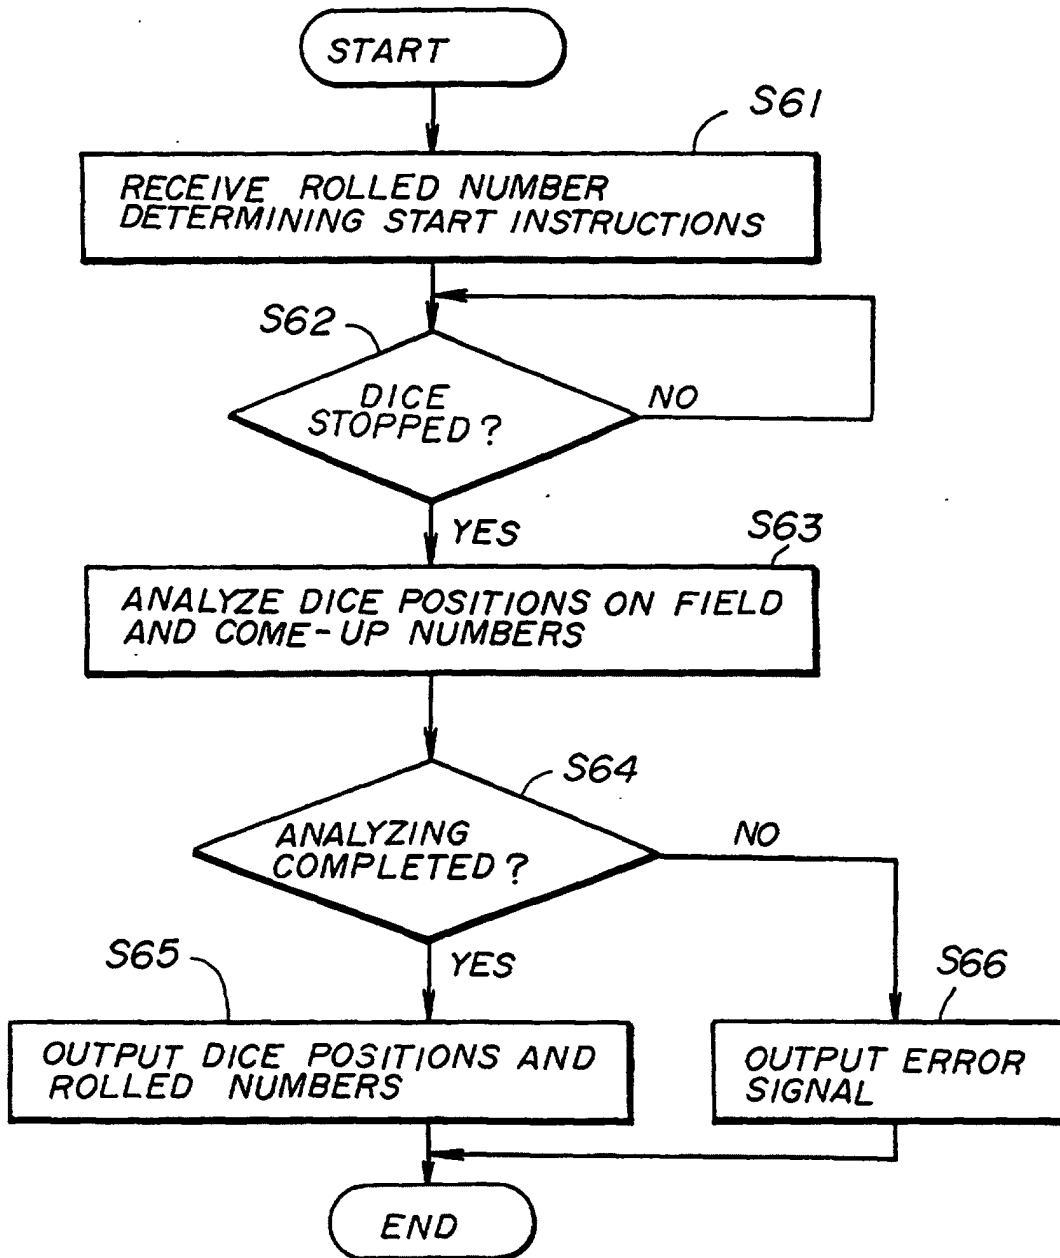 START
S61
RECEIVE ROLLED NUMBER
DETERMINING START INSTRUCTIONS
S62
DICE
STOPPED?
NO
YES
S63
ANALYZE DICE POSITIONS ON FIELD
AND COME-UP NUMBERS
S64
ANALYZING
COMPLETED?
NO
YES
S65
S66
OUTPUT DICE POSITIONS AND
ROLLED NUMBERS
OUTPUT ERROR
SIGNAL
END